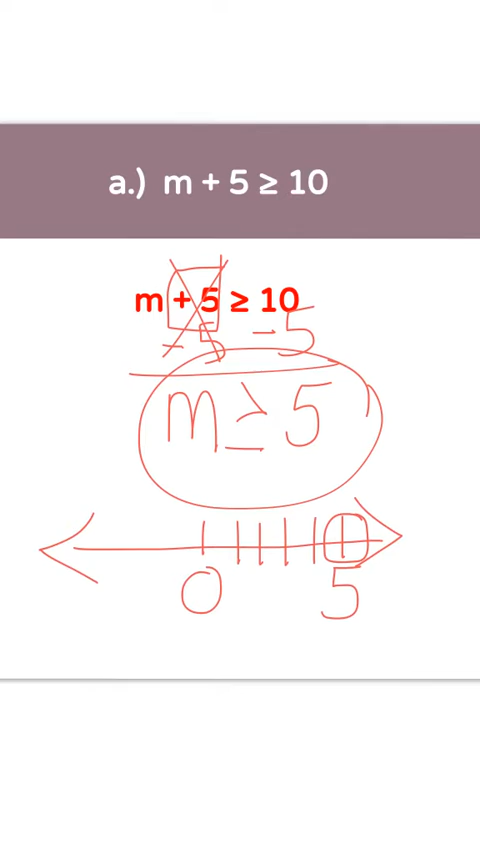 a.) m + 5 ≥ 10
m + 5 ≥ 10
- 5 - 5
m ≥ 5
0 5